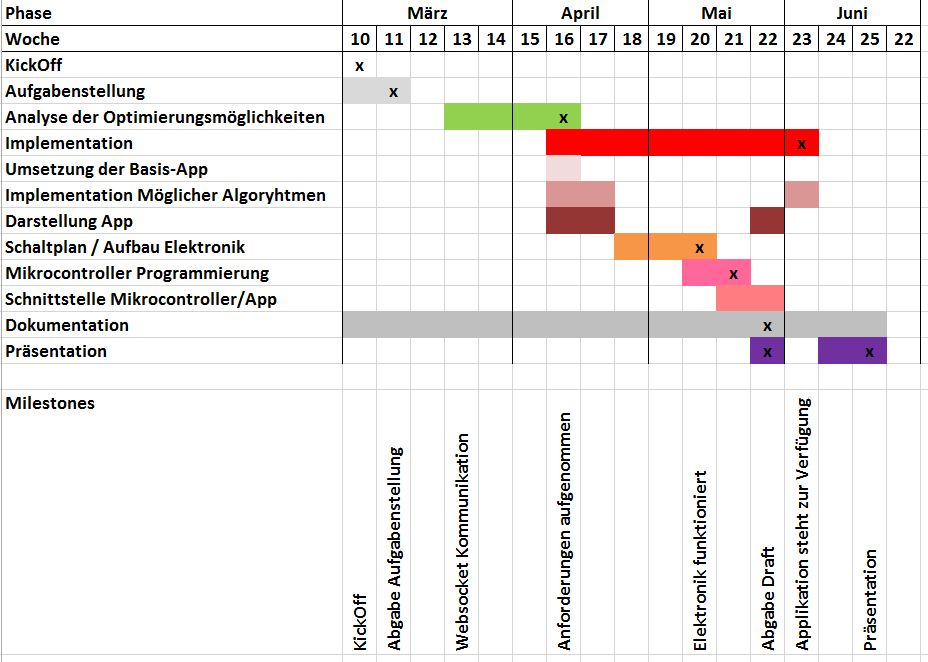 Phase März April Mai Juni
Woche 10 11 12 13 14 15 16 17 18 19 20 21 22 23 24 25 22
KickOff x
Aufgabenstellung x
Analyse der Optimierungsmöglichkeiten x
Implementation x
Umsetzung der Basis-App
Implementation Möglicher Algoryhtmen
Darstellung App
Schaltplan / Aufbau Elektronik x
Mikrocontroller Programmierung x
Schnittstelle Mikrocontroller/App
Dokumentation x
Präsentation x x
Milestones
KickOff
Abgabe Aufgabenstellung
Websocket Kommunikation
Anforderungen aufgenommen
Elektronik funktioniert
Abgabe Draft
Applikation steht zur Verfügung
Präsentation